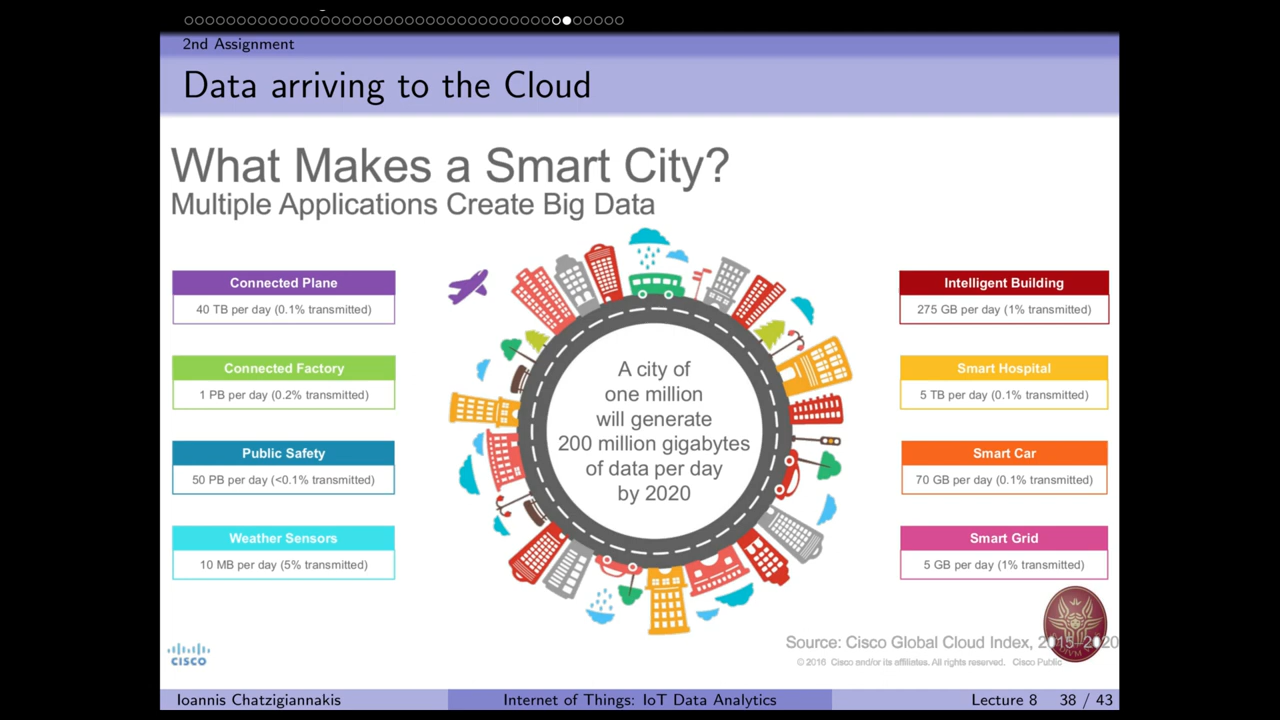 2nd Assignment
Data arriving to the Cloud
What Makes a Smart City?
Multiple Applications Create Big Data
Connected Plane
40 TB per day (0.1% transmitted)
Connected Factory
1 PB per day (0.2% transmitted)
Public Safety
50 PB per day (<0.1% transmitted)
Weather Sensors
10 MB per day (5% transmitted)
A city of
one million
will generate
200 million gigabytes
of data per day
by 2020
Intelligent Building
275 GB per day (1% transmitted)
Smart Hospital
5 TB per day (0.1% transmitted)
Smart Car
70 GB per day (0.1% transmitted)
Smart Grid
5 GB per day (1% transmitted)
Source: Cisco Global Cloud Index, 2015–2020
© 2016 Cisco and/or its affiliates. All rights reserved. Cisco Public
CISCO
Ioannis Chatzigiannakis
Internet of Things: IoT Data Analytics
Lecture 8 38 / 43